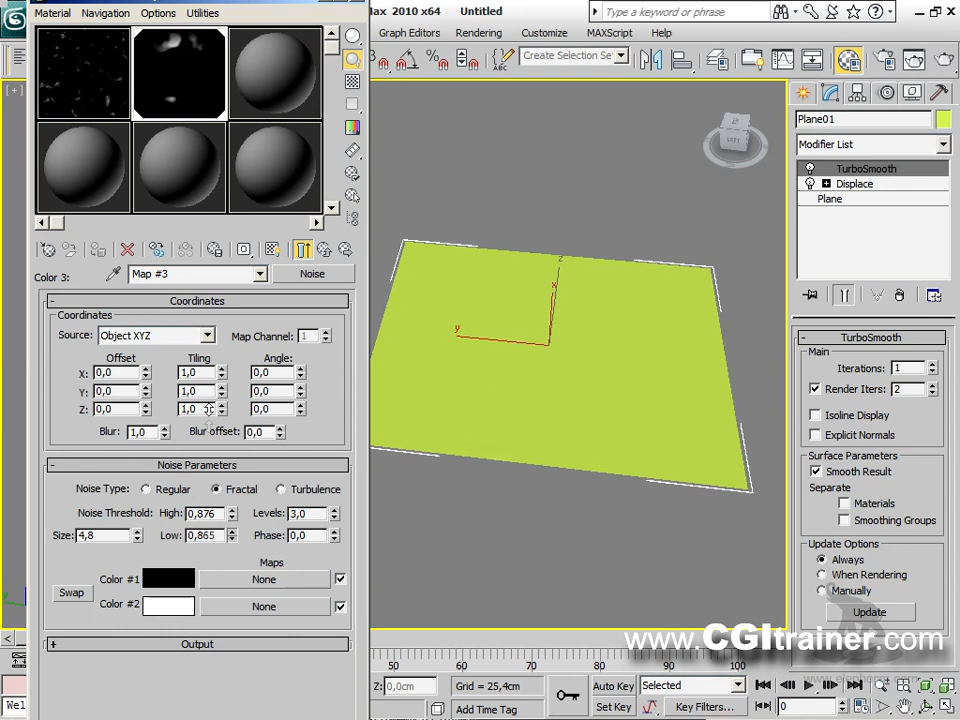 Material Navigation Options Utilities
Max 2010 x64 Untitled
Type a keyword or phrase
Graph Editors Rendering Customize MAXScript Help
Create Selection Se
ABC
[+]
LEFT
Plane01
Modifier List
TurboSmooth
Displace
Plane
Color 3: Map #3 Noise
- Coordinates
Coordinates
Source: Object XYZ Map Channel: 1
Offset Tiling Angle:
X: 0,0 1,0 0,0
Y: 0,0 1,0 0,0
Z: 0,0 1,0 0,0
Blur: 1,0 Blur offset: 0,0
- Noise Parameters
Noise Type: Regular Fractal Turbulence
Noise Threshold: High: 0,876 Levels: 3,0
Size: 4,8 Low: 0,865 Phase: 0,0
Maps
Color #1 None
Swap
Color #2 None
+ Output
z
x
y
- TurboSmooth
Main
Iterations: 1
Render Iters: 2
Isoline Display
Explicit Normals
Surface Parameters
Smooth Result
Separate
Materials
Smoothing Groups
Update Options
Always
When Rendering
Manually
Update
www.CGItrainer.com
50 60 70 80 90 100
Z: 0,0cm Grid = 25,4cm Auto Key Selected
Wel Add Time Tag Set Key Key Filters... 0